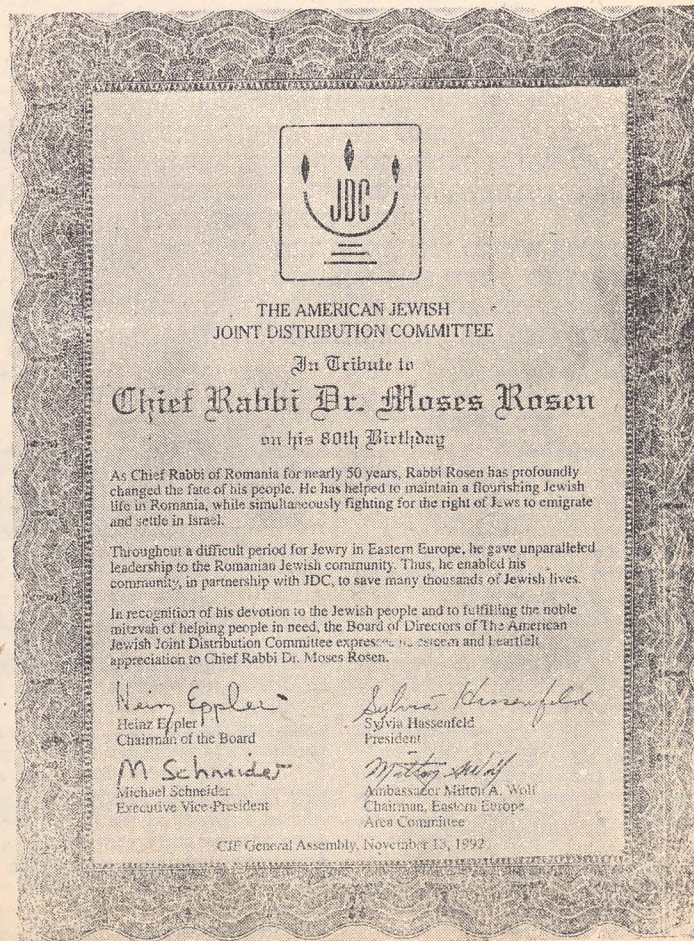 JDC
THE AMERICAN JEWISH
JOINT DISTRIBUTION COMMITTEE
In Tribute to
Chief Rabbi Dr. Moses Rosen
on his 80th Birthday
As Chief Rabbi of Romania for nearly 50 years, Rabbi Rosen has profoundly
changed the fate of his people. He has helped to maintain a flourishing Jewish
life in Romania, while simultaneously fighting for the right of Jews to emigrate
and settle in Israel.
Throughout a difficult period for Jewry in Eastern Europe, he gave unparalleled
leadership to the Romanian Jewish community. Thus, he enabled his
community, in partnership with JDC, to save many thousands of Jewish lives.
In recognition of his devotion to the Jewish people and to fulfilling the noble
mitzvah of helping people in need, the Board of Directors of The American
Jewish Joint Distribution Committee expresses its esteem and heartfelt
appreciation to Chief Rabbi Dr. Moses Rosen.
Heinz Eppler Sylvia Hassenfeld
Heinz Eppler Sylvia Hassenfeld
Chairman of the Board President
M Schneider Milton A Wolf
Michael Schneider Ambassador Milton A. Wolf
Executive Vice-President Chairman, Eastern Europe
Area Committee
CJF General Assembly, November 13, 1992